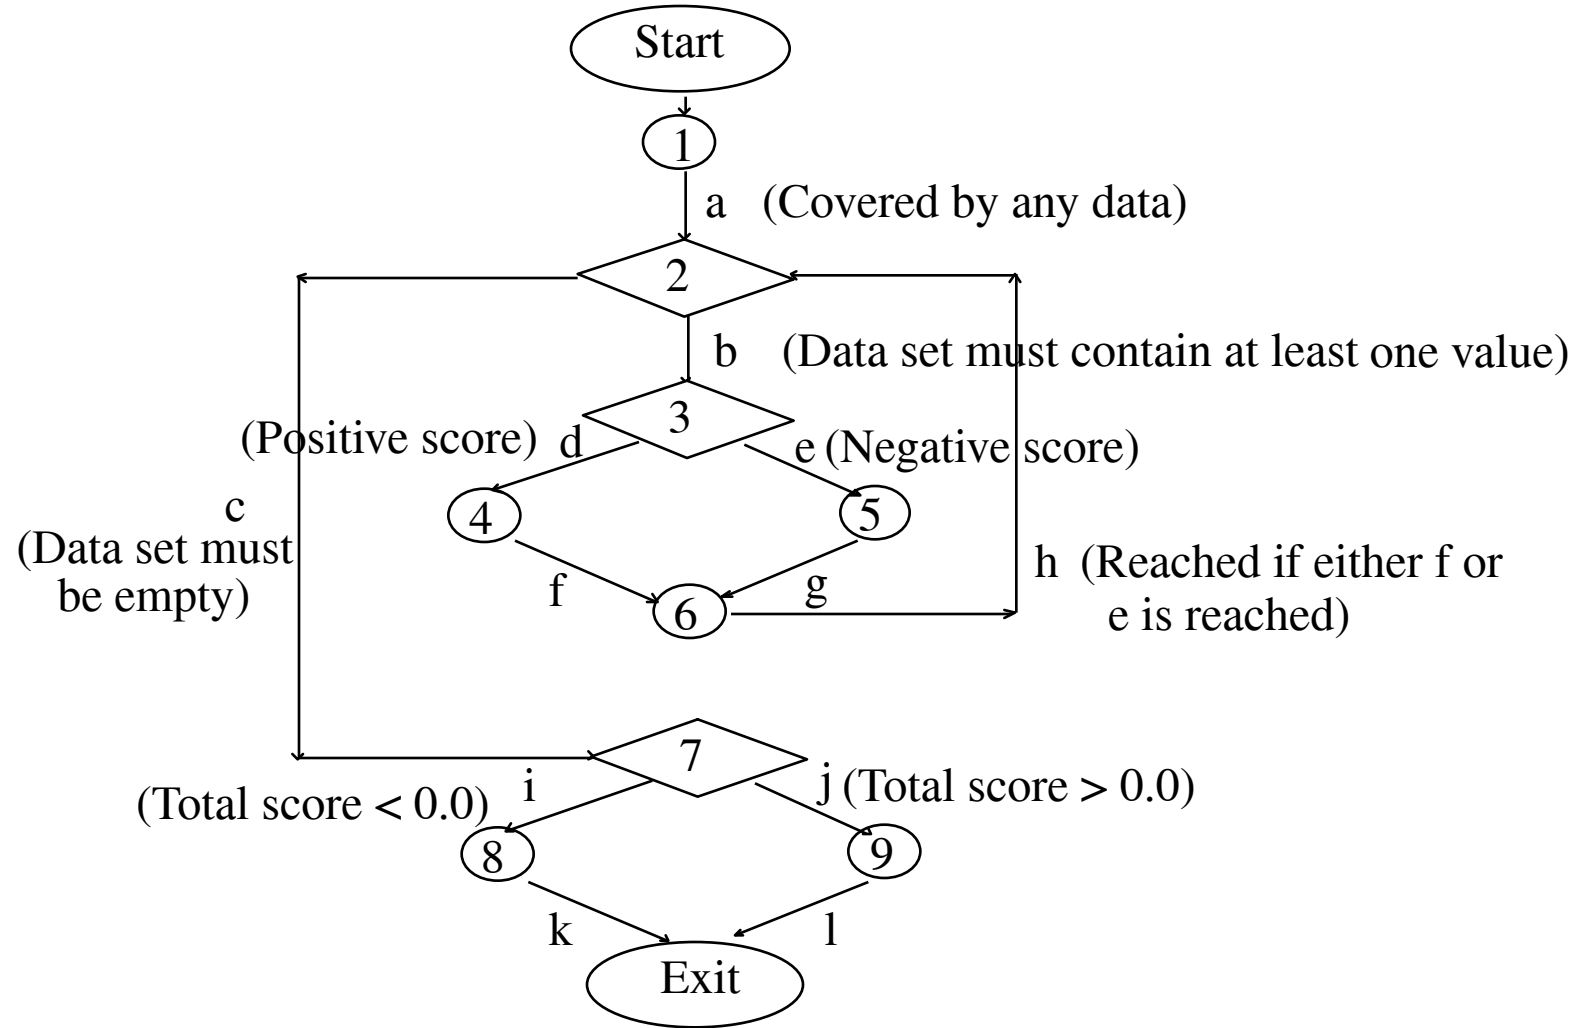 Start
1
a (Covered by any data)
2
b (Data set must contain at least one value)
3
(Positive score) d
e (Negative score)
c
(Data set must
be empty)
4
5
f
g
h (Reached if either f or
e is reached)
6
7
i
(Total score < 0.0)
j (Total score > 0.0)
8
9
k
l
Exit